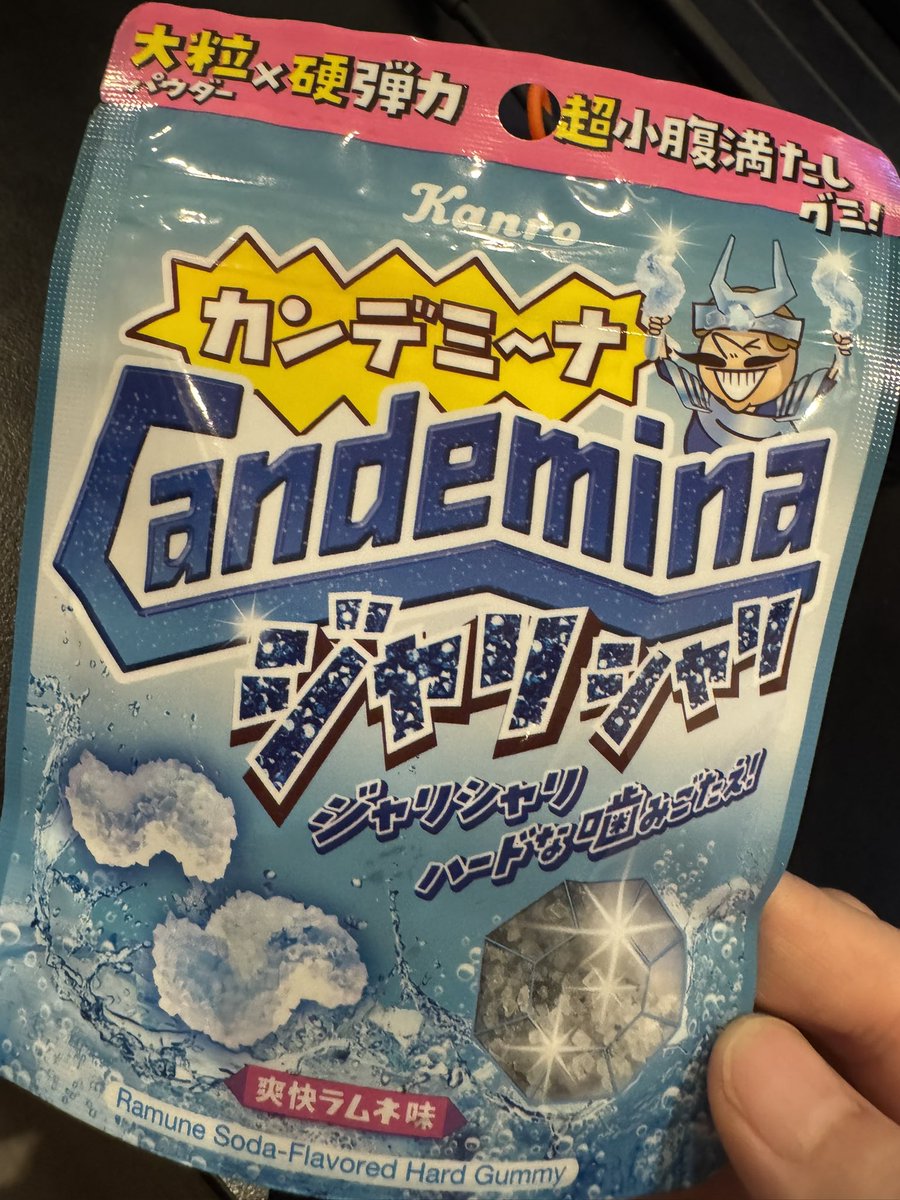 大粒×硬弾力
パウダー
超小腹満たし
グミ!
Kanro
カンデミ〜ナ
Candemina
ジャリシャリ
ジャリシャリ
ハードな噛みごたえ!
爽快ラムネ味
Ramune Soda-Flavored Hard Gummy